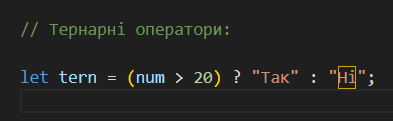 // Тернарні оператори:
let tern = (num > 20) ? "Так" : "Ні";